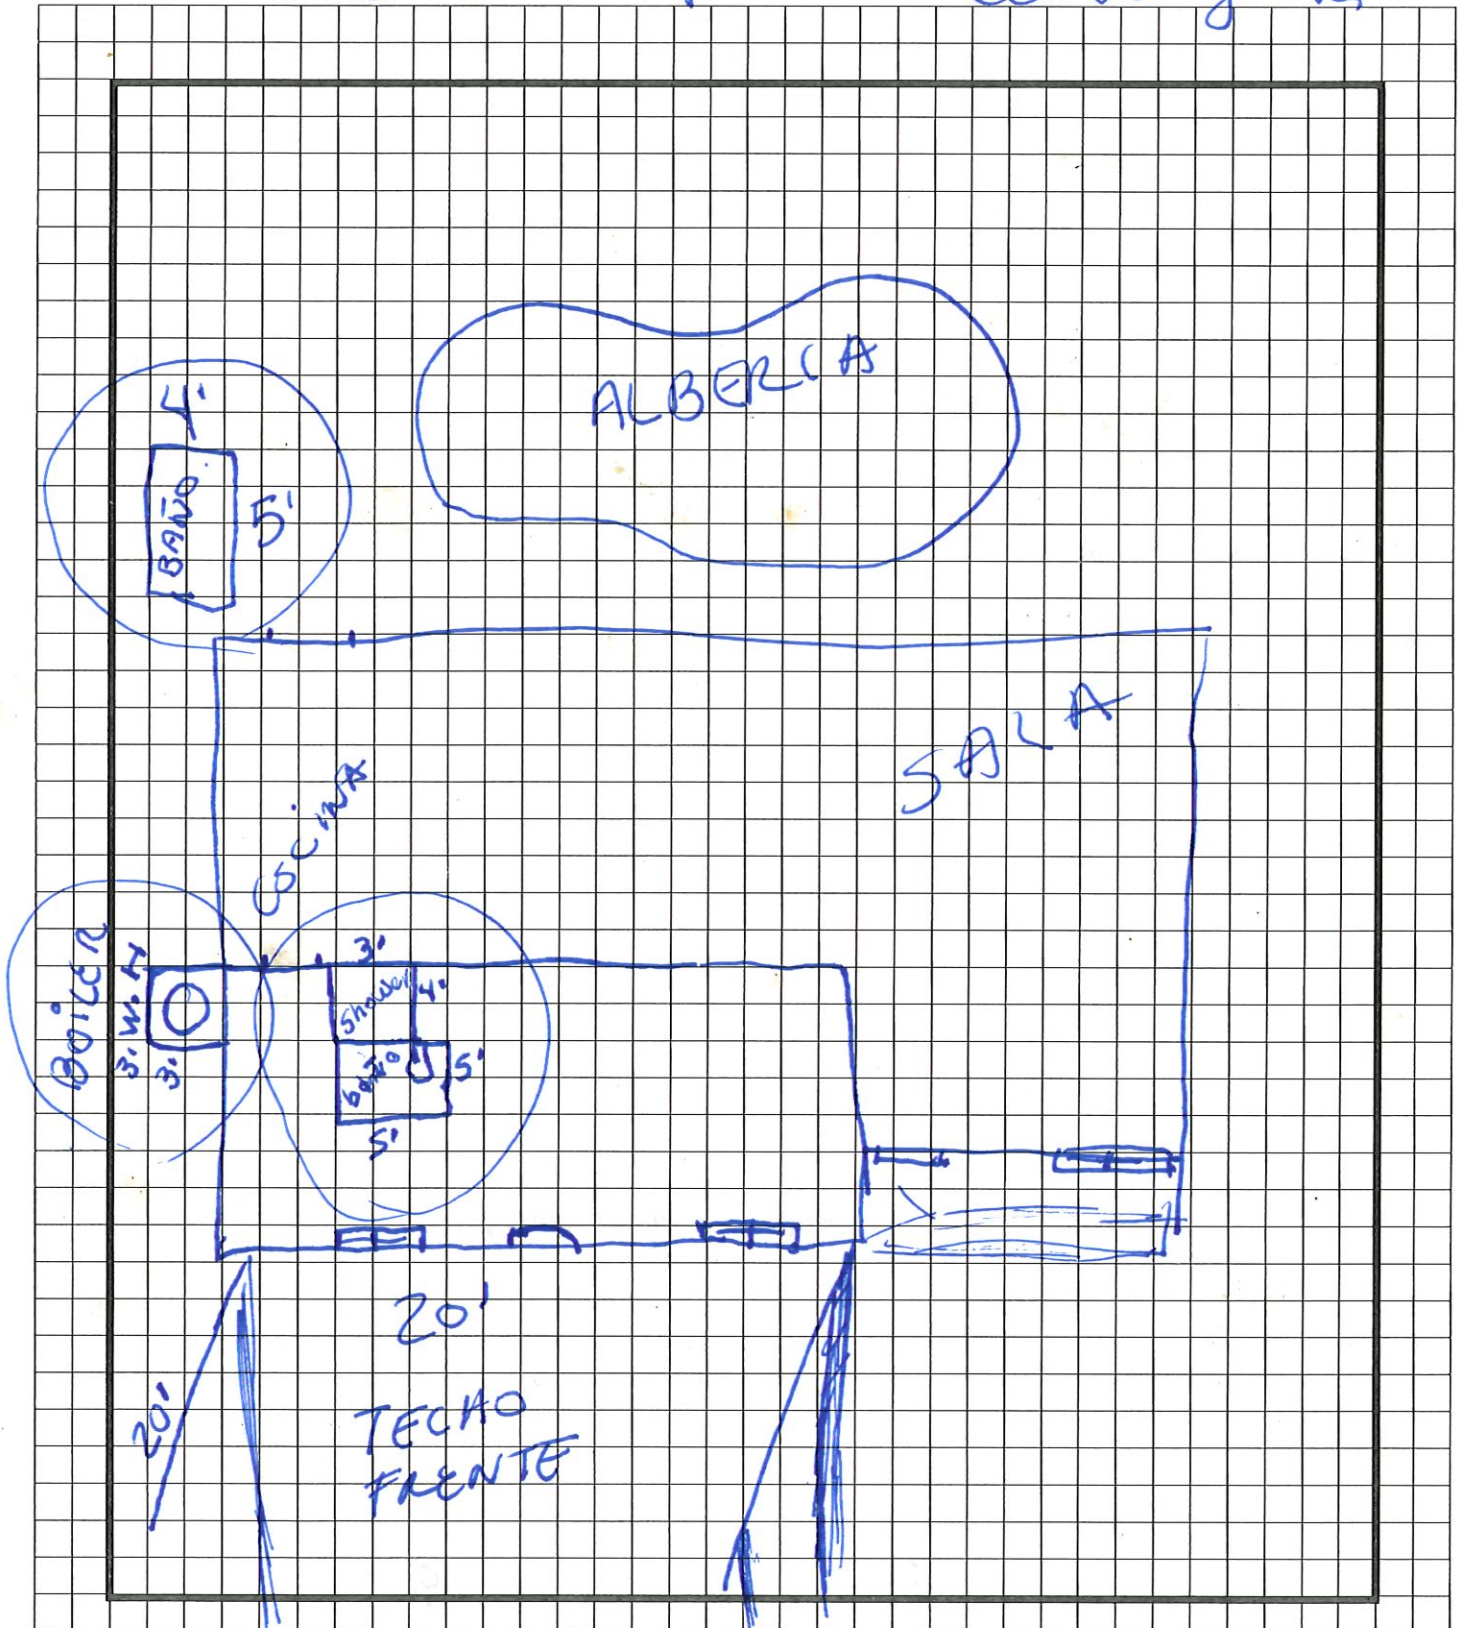 ALBERCA
4'
BAÑO
5'
SALA
COCINA
BOILER
3' W.H
3'
3'
Shower
4'
baño
5'
5'
20'
20'
TECHO
FRENTE